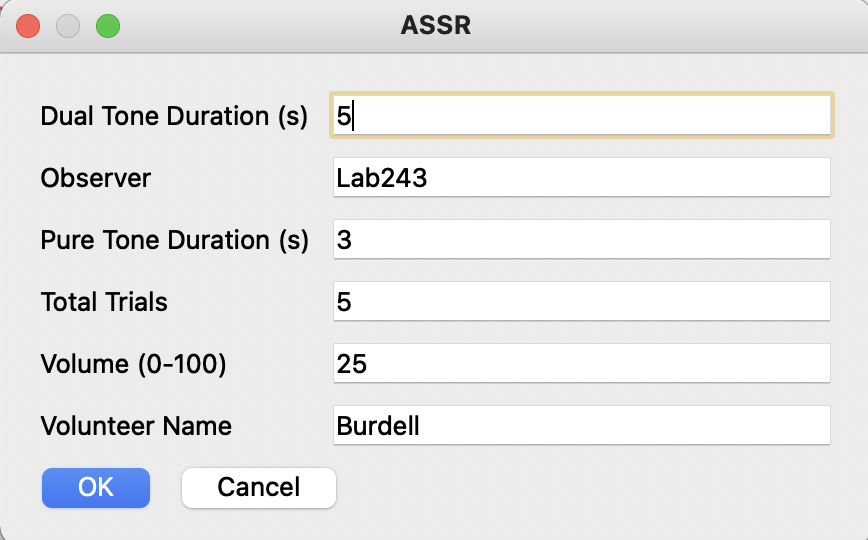 ASSR
Dual Tone Duration (s) 5
Observer Lab243
Pure Tone Duration (s) 3
Total Trials 5
Volume (0-100) 25
Volunteer Name Burdell
OK Cancel